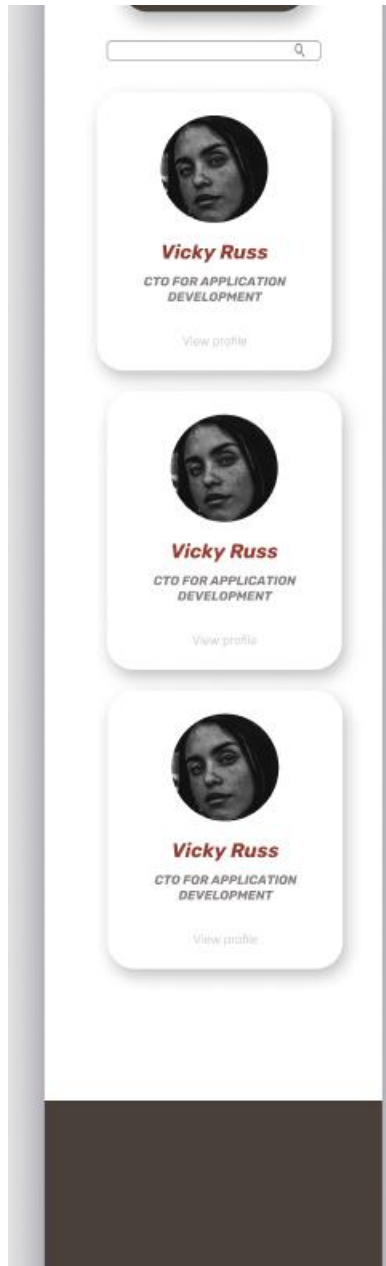 Vicky Russ
CTO FOR APPLICATION
DEVELOPMENT
View profile
Vicky Russ
CTO FOR APPLICATION
DEVELOPMENT
View profile
Vicky Russ
CTO FOR APPLICATION
DEVELOPMENT
View profile